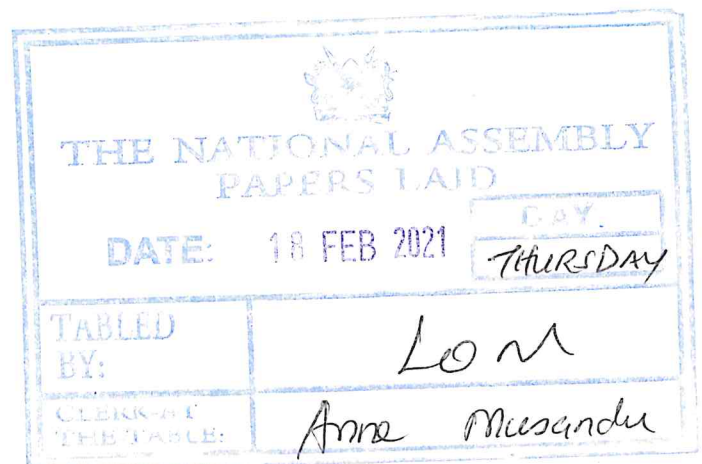 THE NATIONAL ASSEMBLY
PAPERS LAID
DAY.
DATE: 18 FEB 2021 THURSDAY
TABLED
BY:
LOM
CLERK-AT
THE TABLE:
Anna Musandu